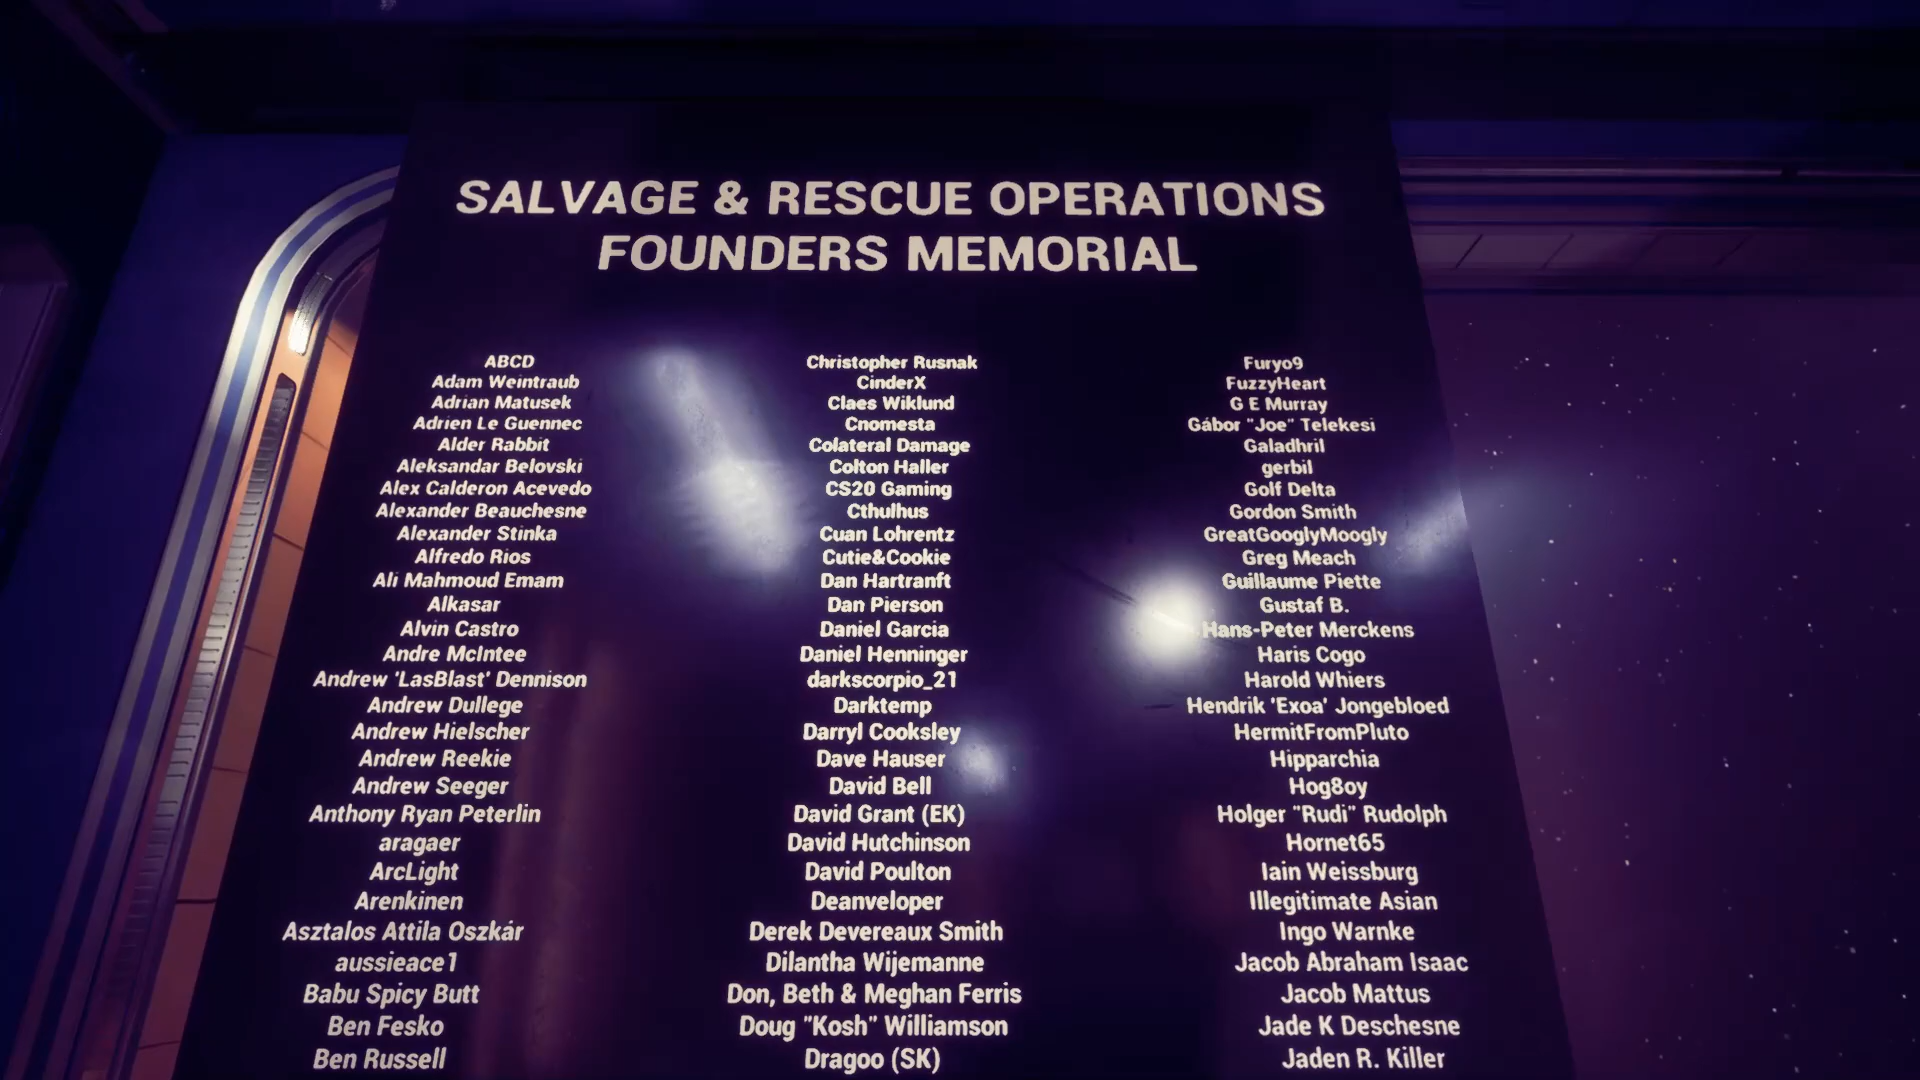 SALVAGE & RESCUE OPERATIONS
FOUNDERS MEMORIAL
ABCD
Adam Weintraub
Adrian Matusek
Adrien Le Guennec
Alder Rabbit
Aleksandar Belovski
Alex Calderon Acevedo
Alexander Beauchesne
Alexander Stinka
Alfredo Rios
Ali Mahmoud Emam
Alkasar
Alvin Castro
Andre McIntee
Andrew 'LasBlast' Dennison
Andrew Dullege
Andrew Hielscher
Andrew Reekie
Andrew Seeger
Anthony Ryan Peterlin
aragaer
ArcLight
Arenkinen
Asztalos Attila Oszkár
aussieace1
Babu Spicy Butt
Ben Fesko
Ben Russell
Christopher Rusnak
CinderX
Claes Wiklund
Cnomesta
Colateral Damage
Colton Haller
CS20 Gaming
Cthulhus
Cuan Lohrentz
Cutie&Cookie
Dan Hartranft
Dan Pierson
Daniel Garcia
Daniel Henninger
darkscorpio_21
Darktemp
Darryl Cooksley
Dave Hauser
David Bell
David Grant (EK)
David Hutchinson
David Poulton
Deanveloper
Derek Devereaux Smith
Dilantha Wijemanne
Don, Beth & Meghan Ferris
Doug "Kosh" Williamson
Dragoo (SK)
Furyo9
FuzzyHeart
G E Murray
Gábor "Joe" Telekesi
Galadhril
gerbil
Golf Delta
Gordon Smith
GreatGooglyMoogly
Greg Meach
Guillaume Piette
Gustaf B.
Hans-Peter Merckens
Haris Cogo
Harold Whiers
Hendrik 'Exoa' Jongebloed
HermitFromPluto
Hipparchia
Hog8oy
Holger "Rudi" Rudolph
Hornet65
Iain Weissburg
Illegitimate Asian
Ingo Warnke
Jacob Abraham Isaac
Jacob Mattus
Jade K Deschesne
Jaden R. Killer